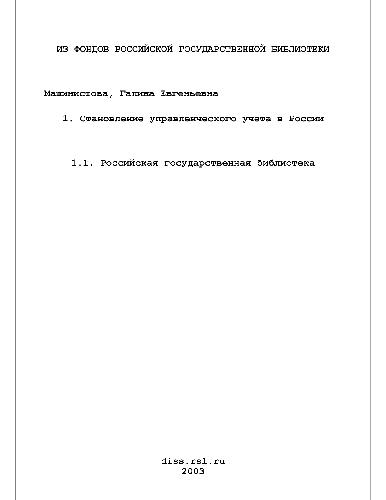 ИЗ ФОНДОВ РОССИЙСКОЙ ГОСУДАРСТВЕННОЙ БИБЛИОТЕКИ
Машинистова, Галина Евгеньевна
1. Становление управленческого учета в России
1.1. Российская государственная библиотека
diss.rsl.ru
2003